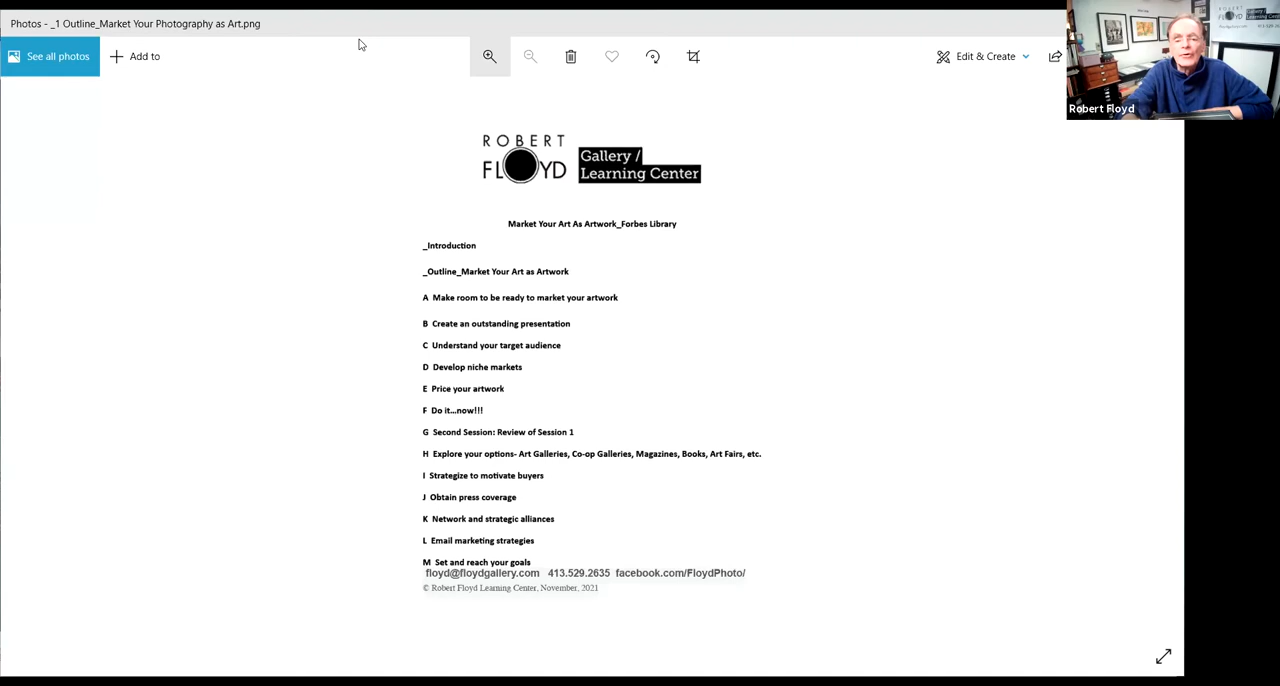 Photos - _1 Outline_Market Your Photography as Art.png
See all photos
Add to
Edit & Create
Robert Floyd
ROBERT
FLOYD
Gallery /
Learning Center
Market Your Art As Artwork_Forbes Library
_Introduction
_Outline_Market Your Art as Artwork
A Make room to be ready to market your artwork
B Create an outstanding presentation
C Understand your target audience
D Develop niche markets
E Price your artwork
F Do it...now!!!
G Second Session: Review of Session 1
H Explore your options- Art Galleries, Co-op Galleries, Magazines, Books, Art Fairs, etc.
I Strategize to motivate buyers
J Obtain press coverage
K Network and strategic alliances
L Email marketing strategies
M Set and reach your goals
floyd@floydgallery.com 413.529.2635 facebook.com/FloydPhoto/
© Robert Floyd Learning Center, November, 2021